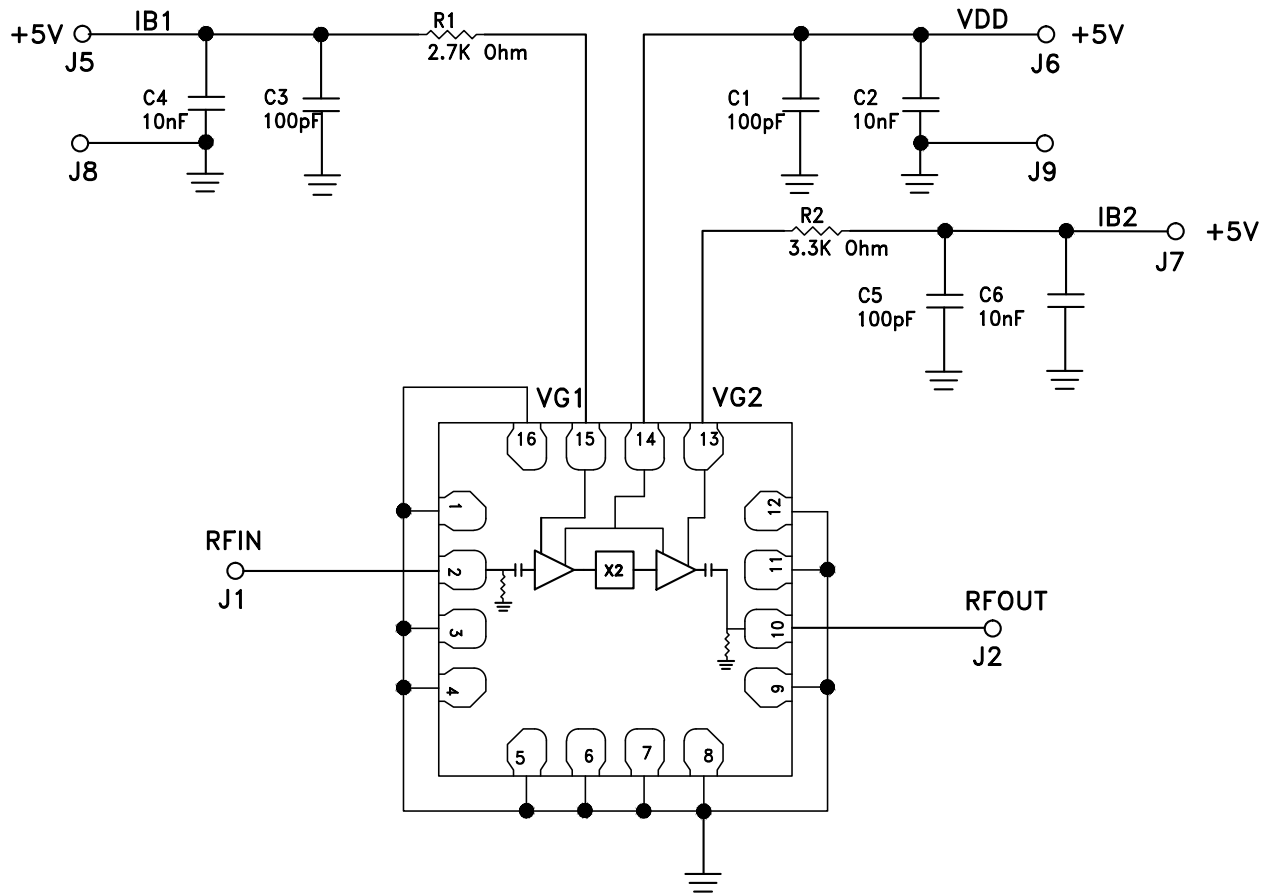 +5V
IB1
J5
R1
2.7K Ohm
VDD
+5V
J6
C4
10nF
C3
100pF
C1
100pF
C2
10nF
J8
J9
R2
3.3K Ohm
IB2
+5V
J7
C5
100pF
C6
10nF
VG1
VG2
16
15
14
13
1
12
RFIN
J1
2
X2
11
3
10
RFOUT
J2
4
9
5
6
7
8